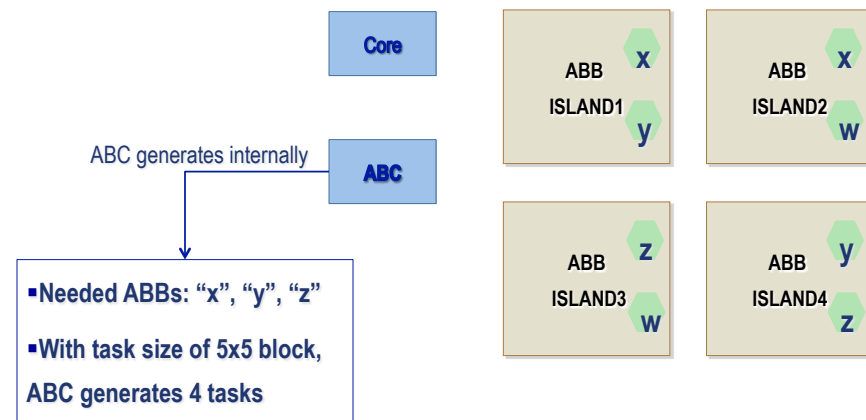 Core
ABC generates internally
ABC
▪Needed ABBs: “x”, “y”, “z”
▪With task size of 5x5 block,
ABC generates 4 tasks
ABB
ISLAND1
x
y
ABB
ISLAND2
x
w
ABB
ISLAND3
z
w
ABB
ISLAND4
y
z